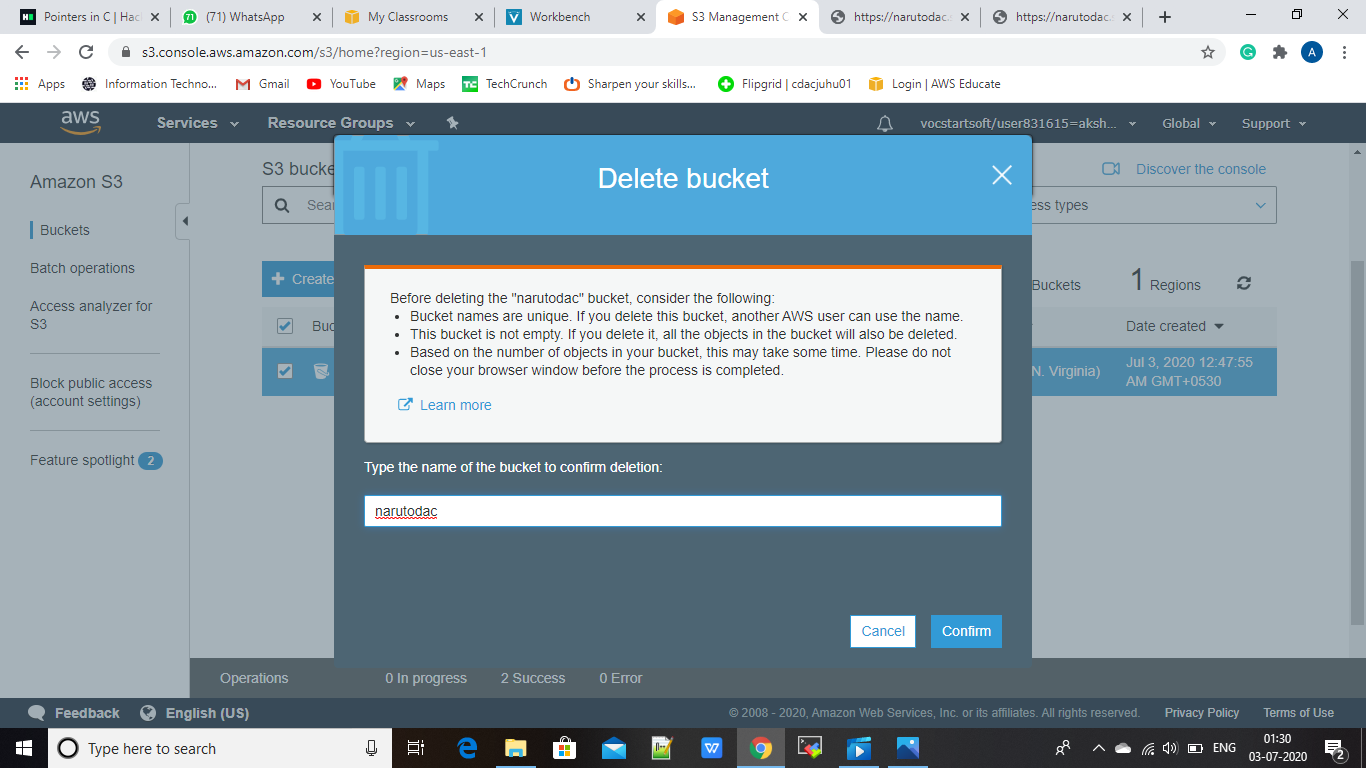 Pointers in C | Hac
(71) WhatsApp
My Classrooms
Workbench
S3 Management C
https://narutodac.
https://narutodac.
s3.console.aws.amazon.com/s3/home?region=us-east-1
Apps
Information Techno...
Gmail
YouTube
Maps
TechCrunch
Sharpen your skills...
Flipgrid | cdacjuhu01
Login | AWS Educate
aws
Services
Resource Groups
vocstartsoft/user831615=aksh...
Global
Support
Amazon S3
Buckets
Batch operations
Access analyzer for
S3
Block public access
(account settings)
Feature spotlight 2
S3 bucke
Discover the console
Sea
ess types
+ Create
Buckets
1 Regions
Buc
Date created
N. Virginia)
Jul 3, 2020 12:47:55
AM GMT+0530
Delete bucket
Before deleting the "narutodac" bucket, consider the following:
• Bucket names are unique. If you delete this bucket, another AWS user can use the name.
• This bucket is not empty. If you delete it, all the objects in the bucket will also be deleted.
• Based on the number of objects in your bucket, this may take some time. Please do not
close your browser window before the process is completed.
Learn more
Type the name of the bucket to confirm deletion:
narutodac
Cancel
Confirm
Operations
0 In progress
2 Success
0 Error
Feedback
English (US)
© 2008 - 2020, Amazon Web Services, Inc. or its affiliates. All rights reserved.
Privacy Policy
Terms of Use
Type here to search
ENG
01:30
03-07-2020
2